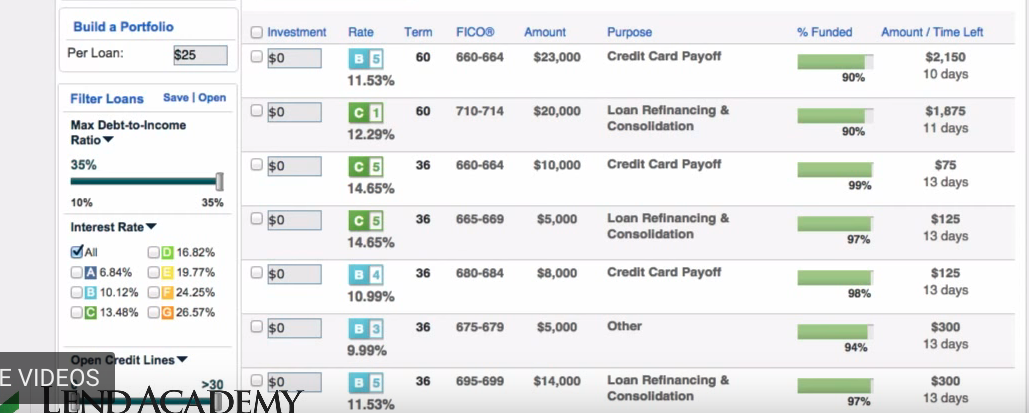 Build a Portfolio
Per Loan: $25
Filter Loans Save | Open
Max Debt-to-Income
Ratio
35%
10% 35%
Interest Rate
All D 16.82%
A 6.84% E 19.77%
B 10.12% F 24.25%
C 13.48% G 26.57%
Open Credit Lines
>30
E VIDEOS
LENDACADEMY
Investment Rate Term FICO® Amount Purpose % Funded Amount / Time Left
$0 B 5 60 660-664 $23,000 Credit Card Payoff $2,150
11.53% 90% 10 days
$0 C 1 60 710-714 $20,000 Loan Refinancing & $1,875
12.29% Consolidation 90% 11 days
$0 C 5 36 660-664 $10,000 Credit Card Payoff $75
14.65% 99% 13 days
$0 C 5 36 665-669 $5,000 Loan Refinancing & $125
14.65% Consolidation 97% 13 days
$0 B 4 36 680-684 $8,000 Credit Card Payoff $125
10.99% 98% 13 days
$0 B 3 36 675-679 $5,000 Other $300
9.99% 94% 13 days
$0 B 5 36 695-699 $14,000 Loan Refinancing & $300
11.53% Consolidation 97% 13 days